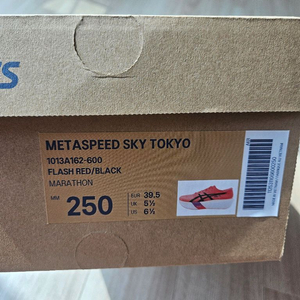 METASPEED SKY TOKYO
1013A162-600
FLASH RED/BLACK
MARATHON
MM 250
EUR 39.5
UK 5½
US 6½